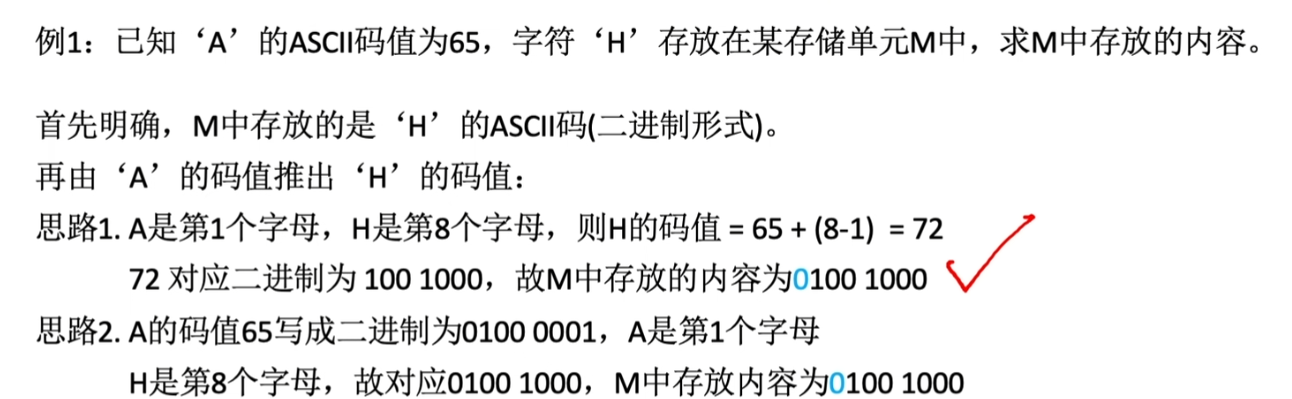 例1：已知‘A’的ASCII码值为65，字符‘H’存放在某存储单元M中，求M中存放的内容。
首先明确，M中存放的是‘H’的ASCII码(二进制形式)。
再由‘A’的码值推出‘H’的码值：
思路1. A是第1个字母，H是第8个字母，则H的码值 = 65 + (8-1) = 72
72 对应二进制为 100 1000，故M中存放的内容为0100 1000
思路2. A的码值65写成二进制为0100 0001，A是第1个字母
H是第8个字母，故对应0100 1000，M中存放内容为0100 1000